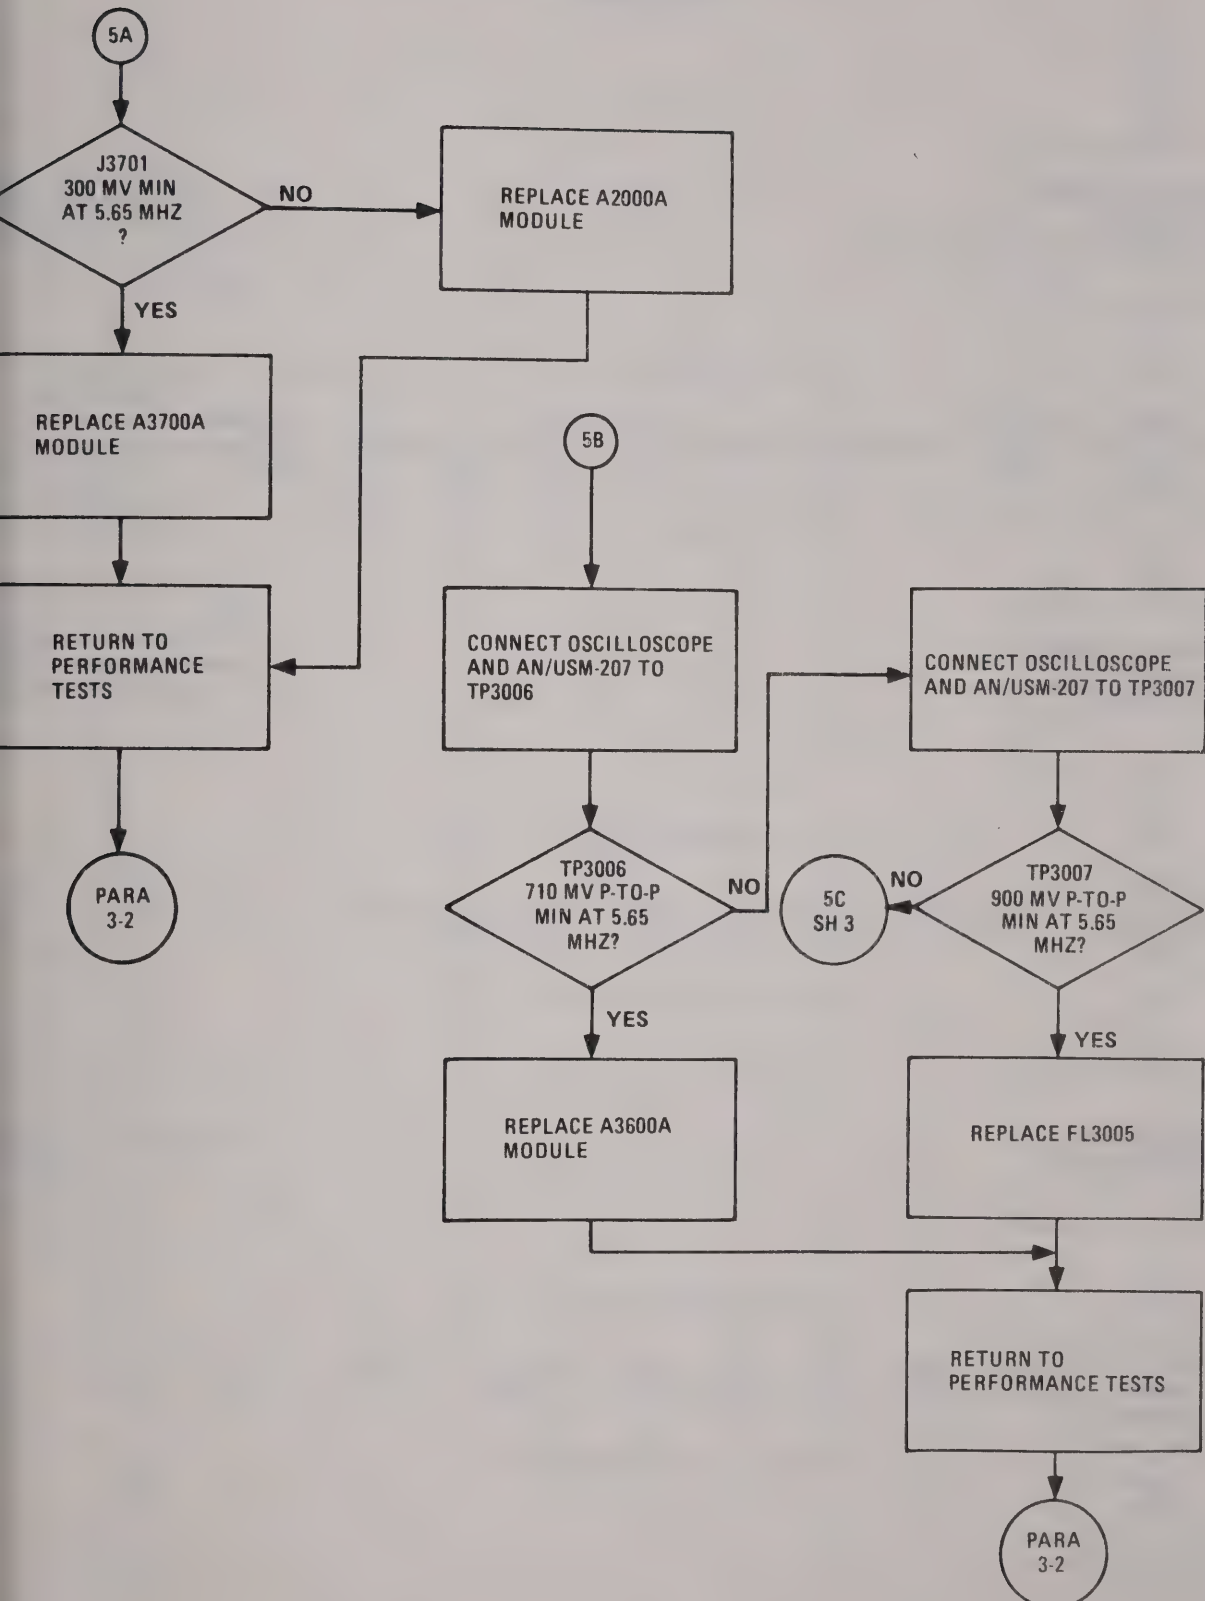 5A
J3701
300 MV MIN
AT 5.65 MHZ
?
NO
REPLACE A2000A
MODULE
YES
REPLACE A3700A
MODULE
RETURN TO
PERFORMANCE
TESTS
PARA
3-2
5B
CONNECT OSCILLOSCOPE
AND AN/USM-207 TO
TP3006
TP3006
710 MV P-TO-P
MIN AT 5.65
MHZ?
NO
YES
REPLACE A3600A
MODULE
CONNECT OSCILLOSCOPE
AND AN/USM-207 TO TP3007
TP3007
900 MV P-TO-P
MIN AT 5.65
MHZ?
NO
5C
SH 3
YES
REPLACE FL3005
RETURN TO
PERFORMANCE TESTS
PARA
3-2